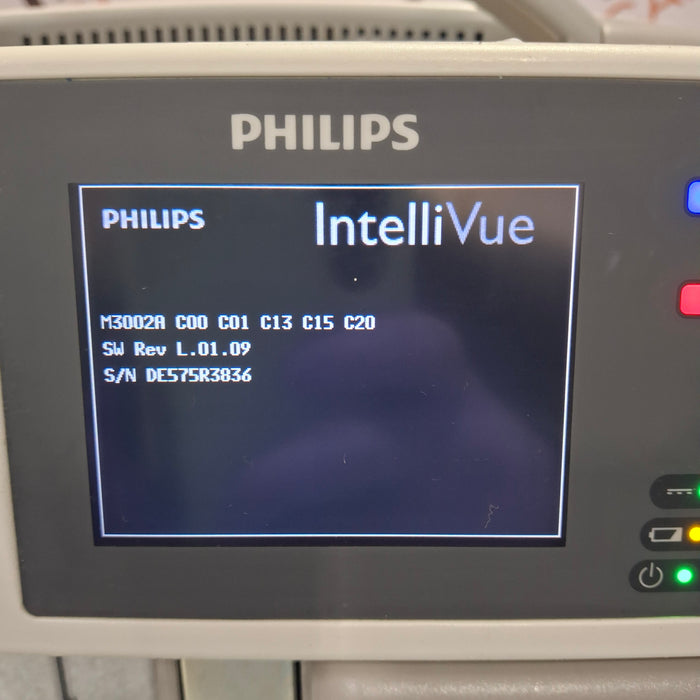 PHILIPS
PHILIPS IntelliVue
M3002A C00 C01 C13 C15 C20
SW Rev L.01.09
S/N DE575R3836